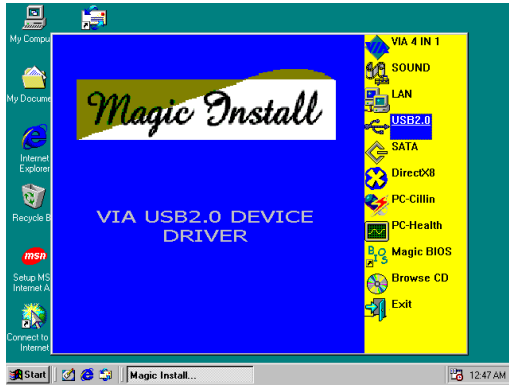 My Compu
My Docume
Internet
Explorer
Recycle B
msn
Setup MS
Internet A
Connect to
Internet
Magic Install
VIA USB2.0 DEVICE
DRIVER
VIA 4 IN 1
SOUND
LAN
USB2.0
SATA
DirectX8
PC-Cillin
PC-Health
BIOS
Magic BIOS
Browse CD
Exit
Start
Magic Install...
12:47 AM